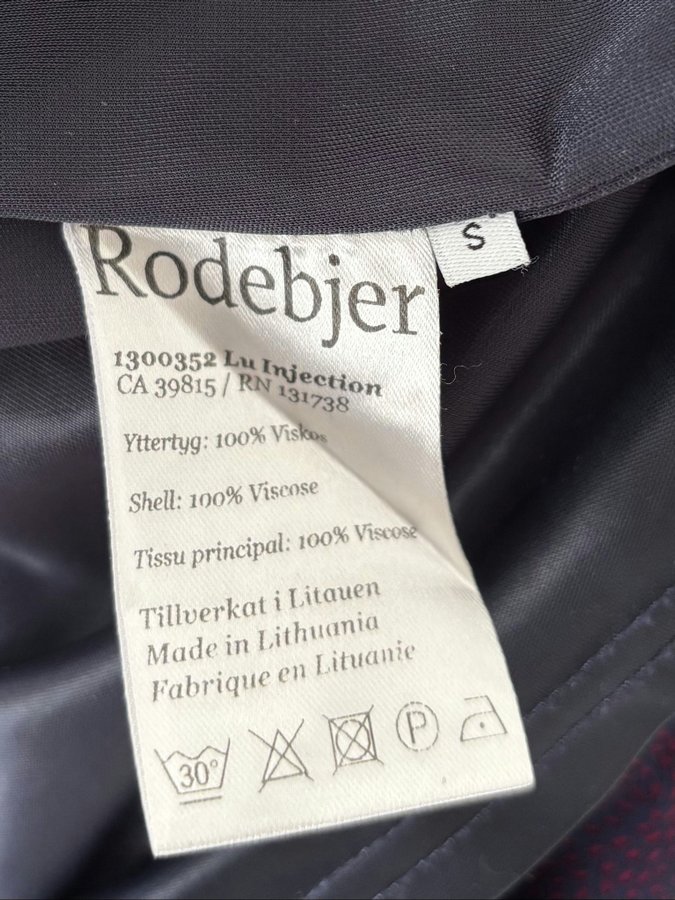 Rodebjer
S
1300352 Lu Injection
CA 39815 / RN 131738
Yttertyg: 100% Viskos
Shell: 100% Viscose
Tissu principal: 100% Viscose
Tillverkat i Litauen
Made in Lithuania
Fabrique en Lituanie
30° P